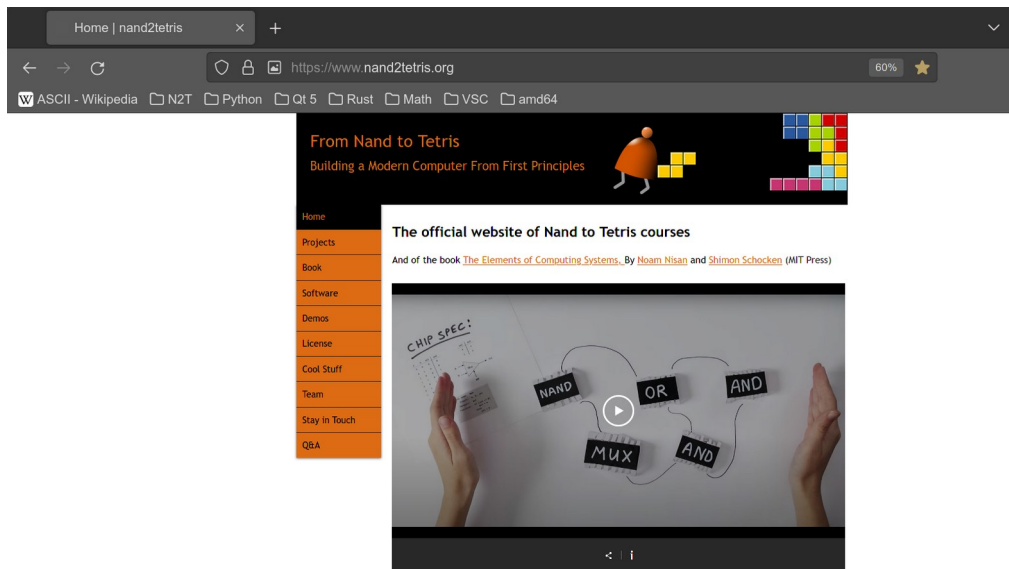 Home | nand2tetris
https://www.nand2tetris.org
60%
W ASCII - Wikipedia N2T Python Qt 5 Rust Math VSC amd64
From Nand to Tetris
Building a Modern Computer From First Principles
Home
Projects
Book
Software
Demos
License
Cool Stuff
Team
Stay in Touch
Q&A
The official website of Nand to Tetris courses
And of the book The Elements of Computing Systems, By Noam Nisan and Shimon Schocken (MIT Press)
CHIP SPEC:
NAND
OR
AND
MUX
AND